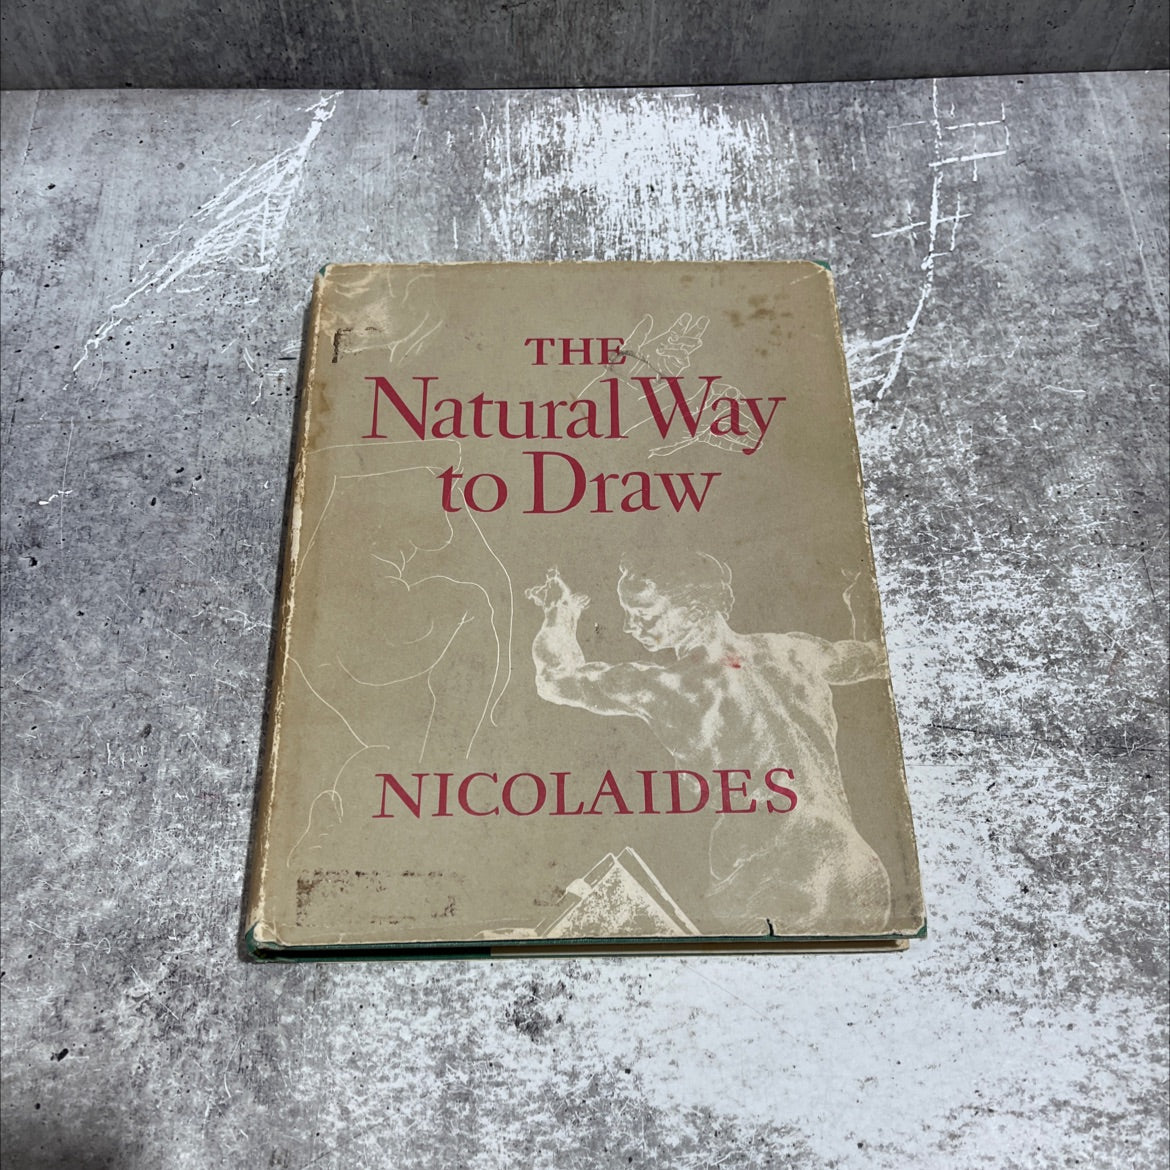 THE
Natural Way
to Draw
NICOLAIDES